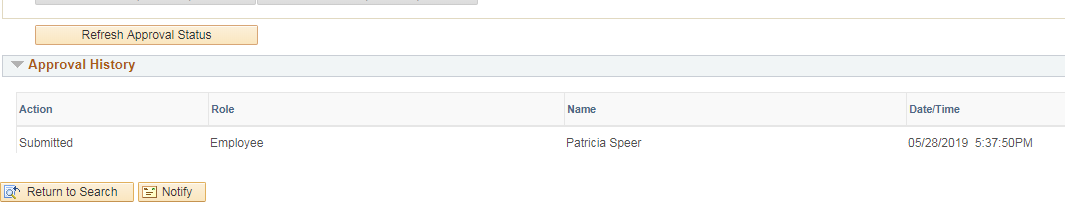 Refresh Approval Status
Approval History
Action Role Name Date/Time
Submitted Employee Patricia Speer 05/28/2019 5:37:50PM
Return to Search Notify